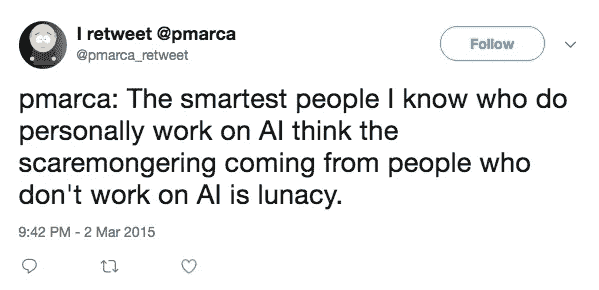 I retweet @pmarca
@pmarca_retweet
Follow
pmarca: The smartest people I know who do
personally work on AI think the
scaremongering coming from people who
don't work on AI is lunacy.
9:42 PM - 2 Mar 2015